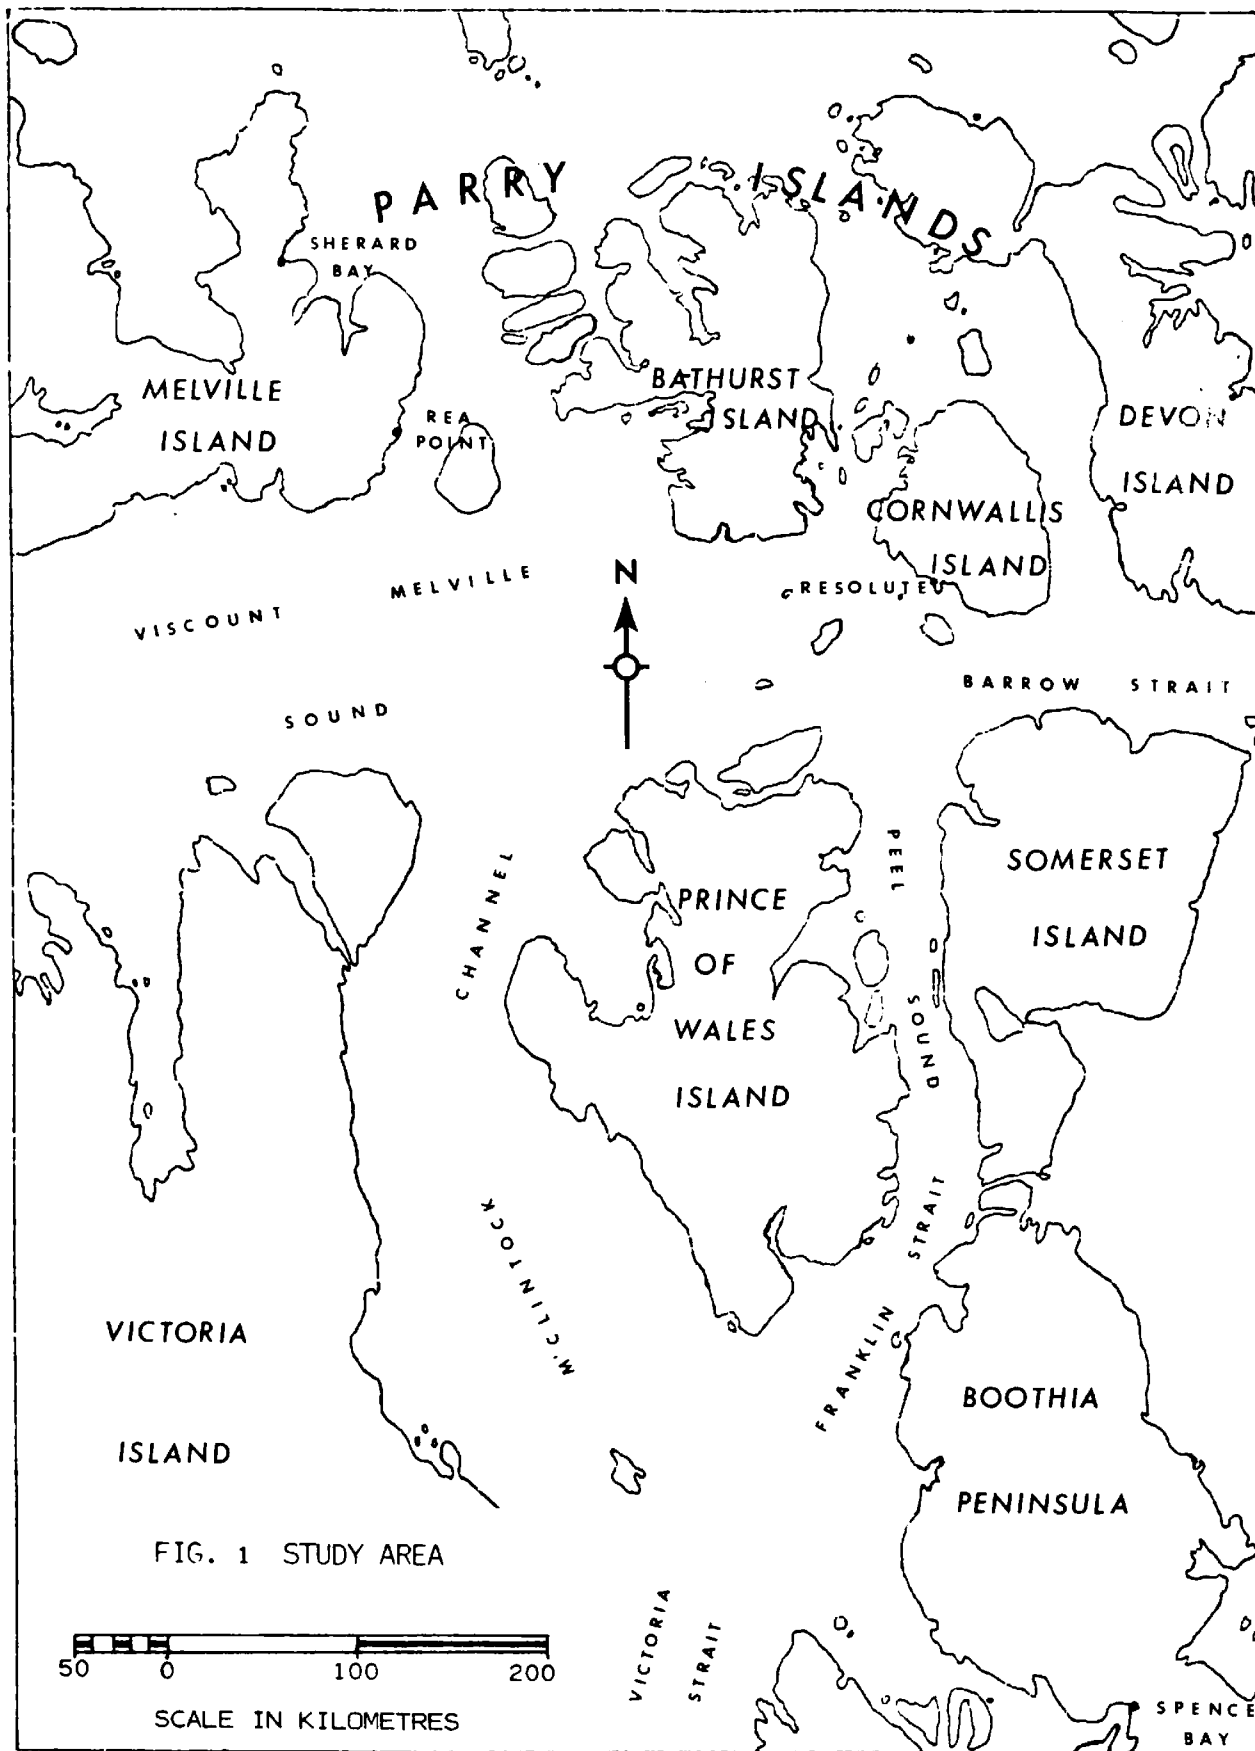 PARRY ISLANDS
SHERARD
BAY
MELVILLE
ISLAND
REA
POINT
BATHURST
ISLAND
DEVON
ISLAND
CORNWALLIS
ISLAND
RESOLUTE
N
VISCOUNT MELVILLE
SOUND
BARROW STRAIT
CHANNEL
PRINCE
OF
WALES
ISLAND
PEEL
SOUND
SOMERSET
ISLAND
M'CLINTOCK
FRANKLIN STRAIT
VICTORIA
ISLAND
BOOTHIA
PENINSULA
FIG. 1 STUDY AREA
VICTORIA
STRAIT
50 0 100 200
SCALE IN KILOMETRES
SPENCE
BAY